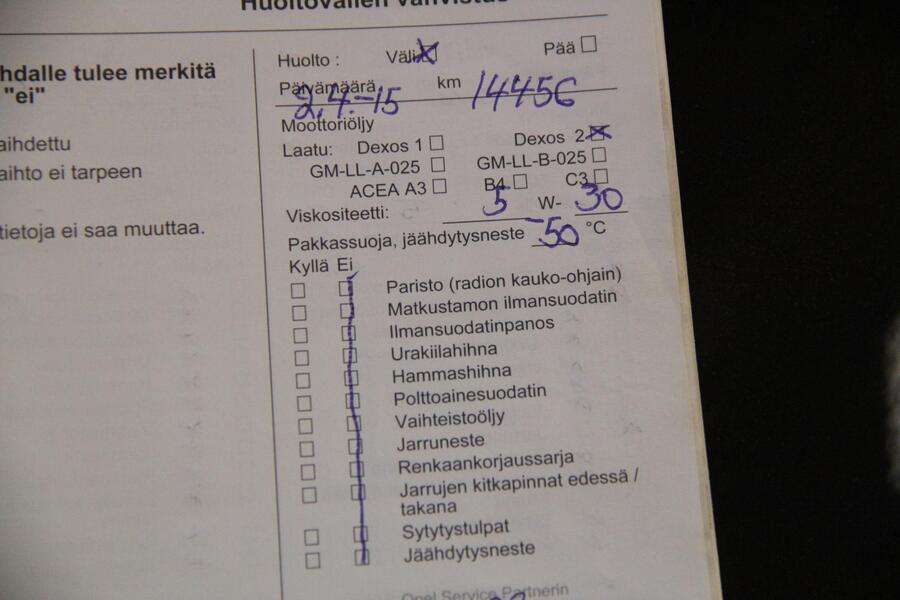 Huoltovälien vahvistus
hdalle tulee merkitä
"ei"
aihdettu
aihto ei tarpeen
tietoja ei saa muuttaa.
Huolto : Väli Pää
Päivämäärä 2.4.-15 km 14456
Moottoriöljy
Laatu: Dexos 1 Dexos 2
GM-LL-A-025 GM-LL-B-025
ACEA A3 B4 C3
Viskositeetti: 5 W- 30
Pakkassuoja, jäähdytysneste -50 °C
Kyllä Ei
Paristo (radion kauko-ohjain)
Matkustamon ilmansuodatin
Ilmansuodatinpanos
Urakiilahihna
Hammashihna
Polttoainesuodatin
Vaihteistoöljy
Jarruneste
Renkaankorjaussarja
Jarrujen kitkapinnat edessä /
takana
Sytytystulpat
Jäähdytysneste
Opel Service Partnerin